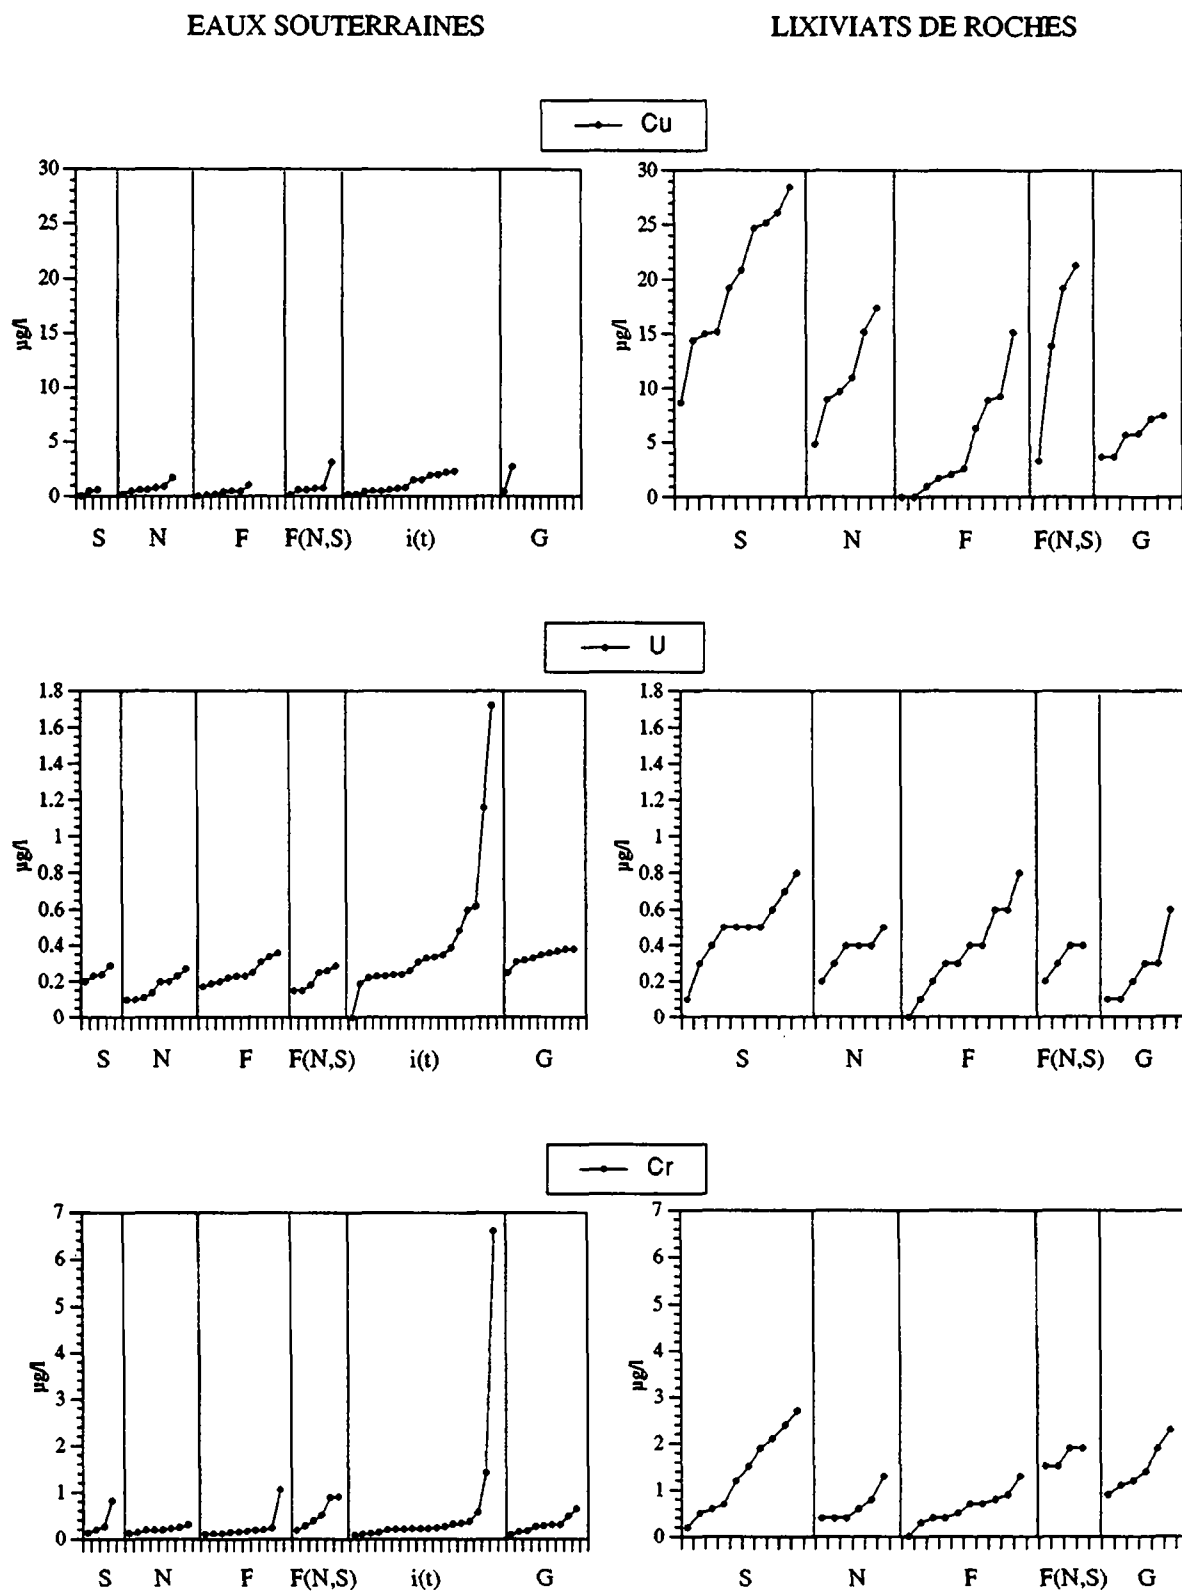 EAUX SOUTERRAINES
LIXIVIATS DE ROCHES
Cu
30
25
20
15
10
5
0
µg/l
S N F F(N,S) i(t) G
30
25
20
15
10
5
0
µg/l
S N F F(N,S) G
U
1.8
1.6
1.4
1.2
1
0.8
0.6
0.4
0.2
0
µg/l
S N F F(N,S) i(t) G
1.8
1.6
1.4
1.2
1
0.8
0.6
0.4
0.2
0
µg/l
S N F F(N,S) G
Cr
7
6
5
4
3
2
1
0
µg/l
S N F F(N,S) i(t) G
7
6
5
4
3
2
1
0
µg/l
S N F F(N,S) G